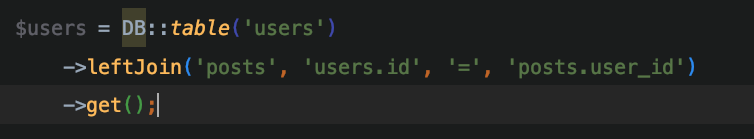 $users = DB::table('users')
->leftJoin('posts', 'users.id', '=', 'posts.user_id')
->get();